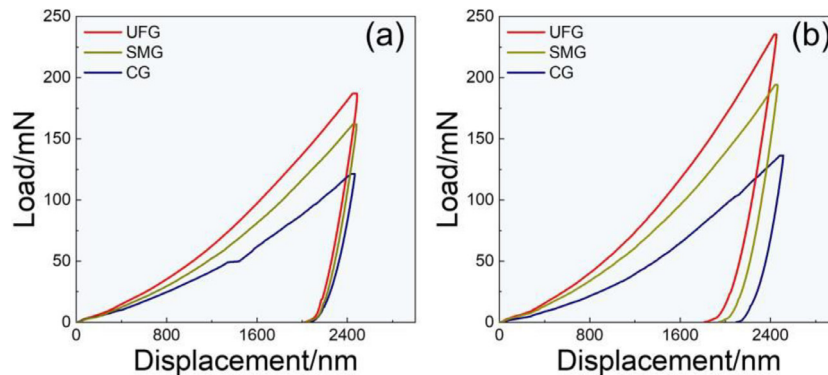 (a)
UFG
SMG
CG
Load/mN
250
200
150
100
50
0
0 800 1600 2400
Displacement/nm
(b)
UFG
SMG
CG
Load/mN
250
200
150
100
50
0
0 800 1600 2400
Displacement/nm